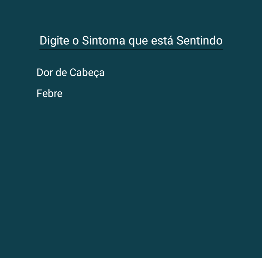 Digite o Sintoma que está Sentindo
Dor de Cabeça
Febre